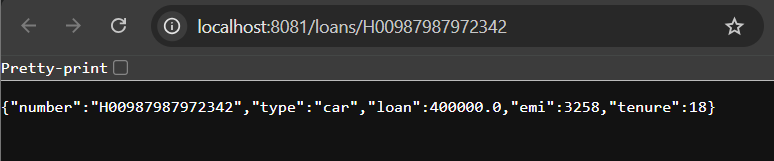 localhost:8081/loans/H00987987972342
Pretty-print
{"number":"H00987987972342","type":"car","loan":400000.0,"emi":3258,"tenure":18}